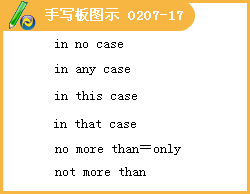 手写板图示 0207-17
in no case
in any case
in this case
in that case
no more than=only
not more than